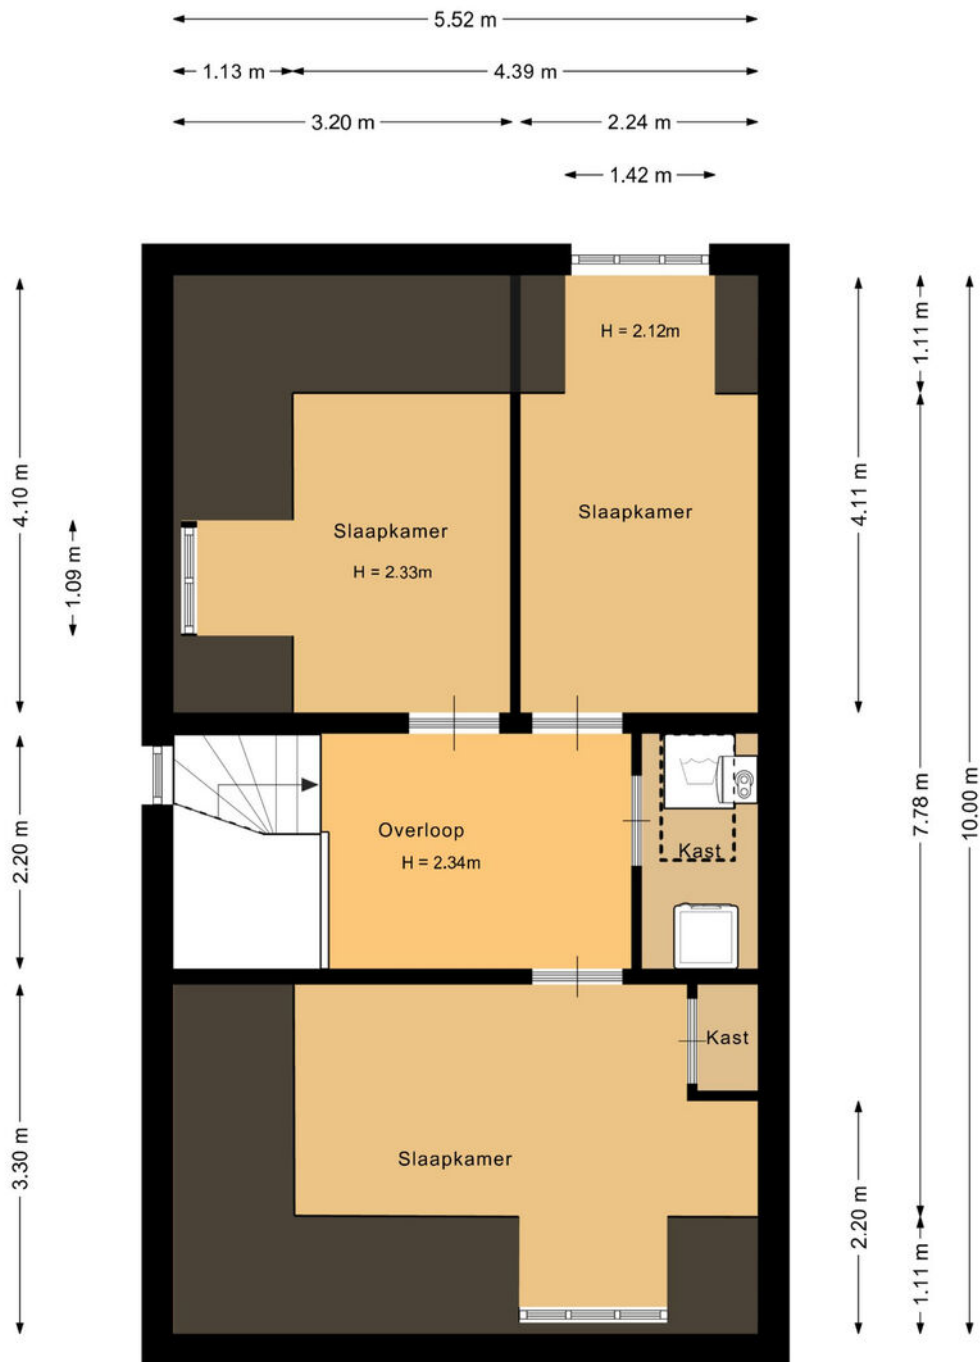 5.52 m
1.13 m
4.39 m
3.20 m
2.24 m
1.42 m
H = 2.12m
1.11 m
4.10 m
4.11 m
Slaapkamer
Slaapkamer
H = 2.33m
1.09 m
7.78 m
10.00 m
2.20 m
Overloop
H = 2.34m
Kast
Kast
3.30 m
Slaapkamer
2.20 m
1.11 m